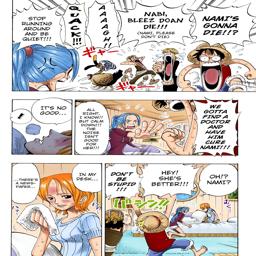 NAMI'S
GONNA
DIE!!?
NABI,
BLEEZ DOAN
DIE!!!
(NAMI, PLEASE
DON'T DIE)
AAAAGH!!
QUACK!!!
STOP
RUNNING
AROUND AND
BE QUIET!!!
WE
GOTTA FIND
A DOCTOR
AND HAVE
HIM
CURE
NAMI!!!
ALL
RIGHT,
I KNOW!!
BUT CALM
DOWN!!!
THE NOISE
ISN'T
GOOD
FOR HER!!!
IT'S NO
GOOD...
OH!?
NAMI?
HEY!
SHE'S
BETTER!!!
DON'T
BE
STUPID
!!!
IN MY
DESK...
...THERE'S
A NEWS-
PAPER...